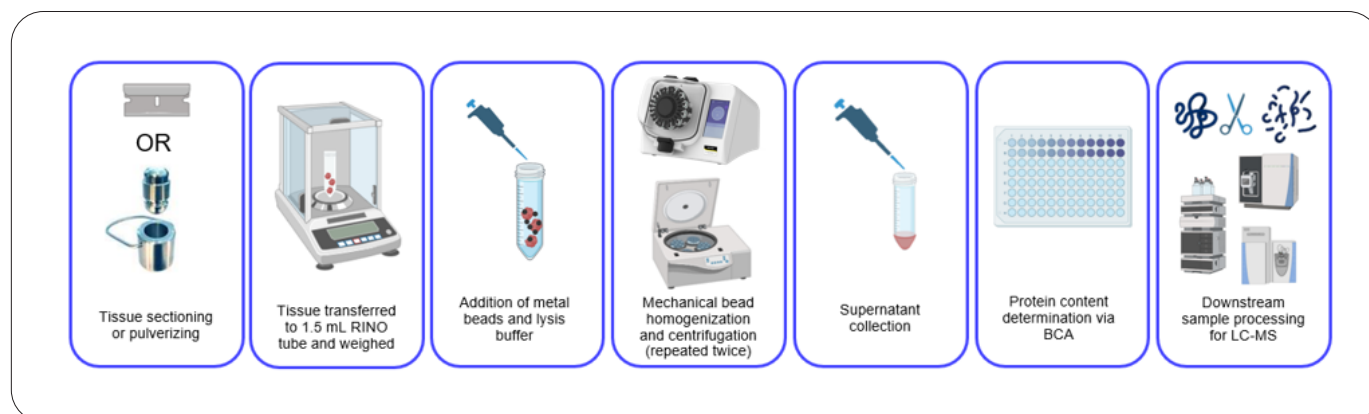 OR
Tissue sectioning
or pulverizing
Tissue transferred
to 1.5 mL RINO
tube and weighed
Addition of metal
beads and lysis
buffer
Mechanical bead
homogenization
and centrifugation
(repeated twice)
Supernatant
collection
Protein content
determination via
BCA
Downstream
sample processing
for LC-MS